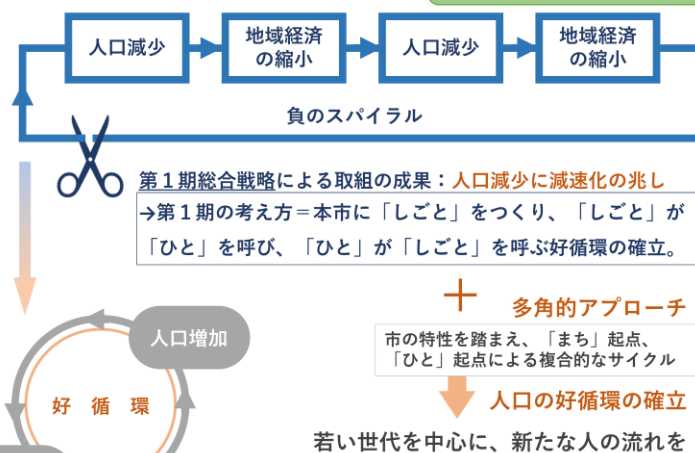 人口減少
地域経済
の縮小
人口減少
地域経済
の縮小
負のスパイラル
第１期総合戦略による取組の成果：人口減少に減速化の兆し
→第１期の考え方＝本市に「しごと」をつくり、「しごと」が
「ひと」を呼び、「ひと」が「しごと」を呼ぶ好循環の確立。
＋
多角的アプローチ
市の特性を踏まえ、「まち」起点、
「ひと」起点による複合的なサイクル
人口増加
好 循 環
人口の好循環の確立
若い世代を中心に、新たな人の流れを